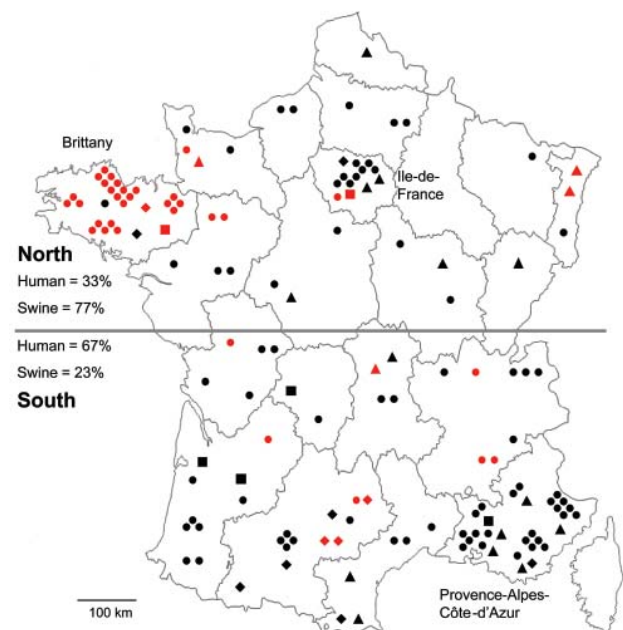 Brittany
Ile-de-
France
North
Human = 33%
Swine = 77%
Human = 67%
Swine = 23%
South
100 km
Provence-Alpes-
Côte-d'Azur